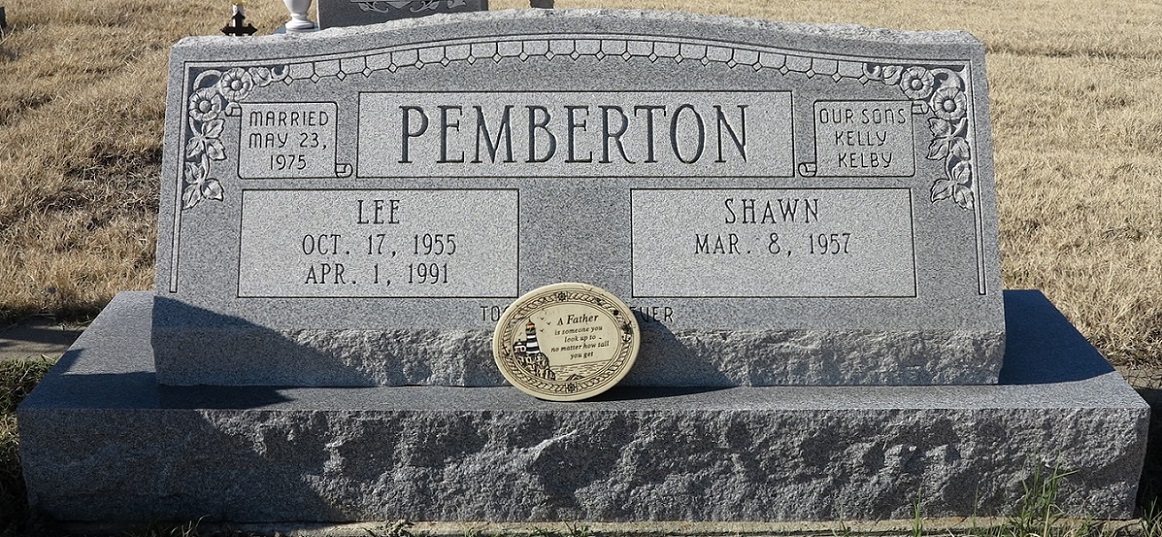 MARRIED
MAY 23,
1975
PEMBERTON
OUR SONS
KELLY
KELBY
LEE
OCT. 17, 1955
APR. 1, 1991
SHAWN
MAR. 8, 1957
A Father
is someone you
look up to
no matter how tall
you get